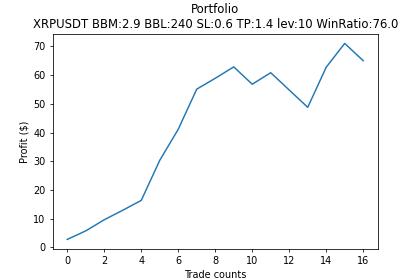 Portfolio
XRPUSDT BBM:2.9 BBL:240 SL:0.6 TP:1.4 lev:10 WinRatio:76.0
70
60
50
40
30
20
10
0
Profit ($)
0 2 4 6 8 10 12 14 16
Trade counts